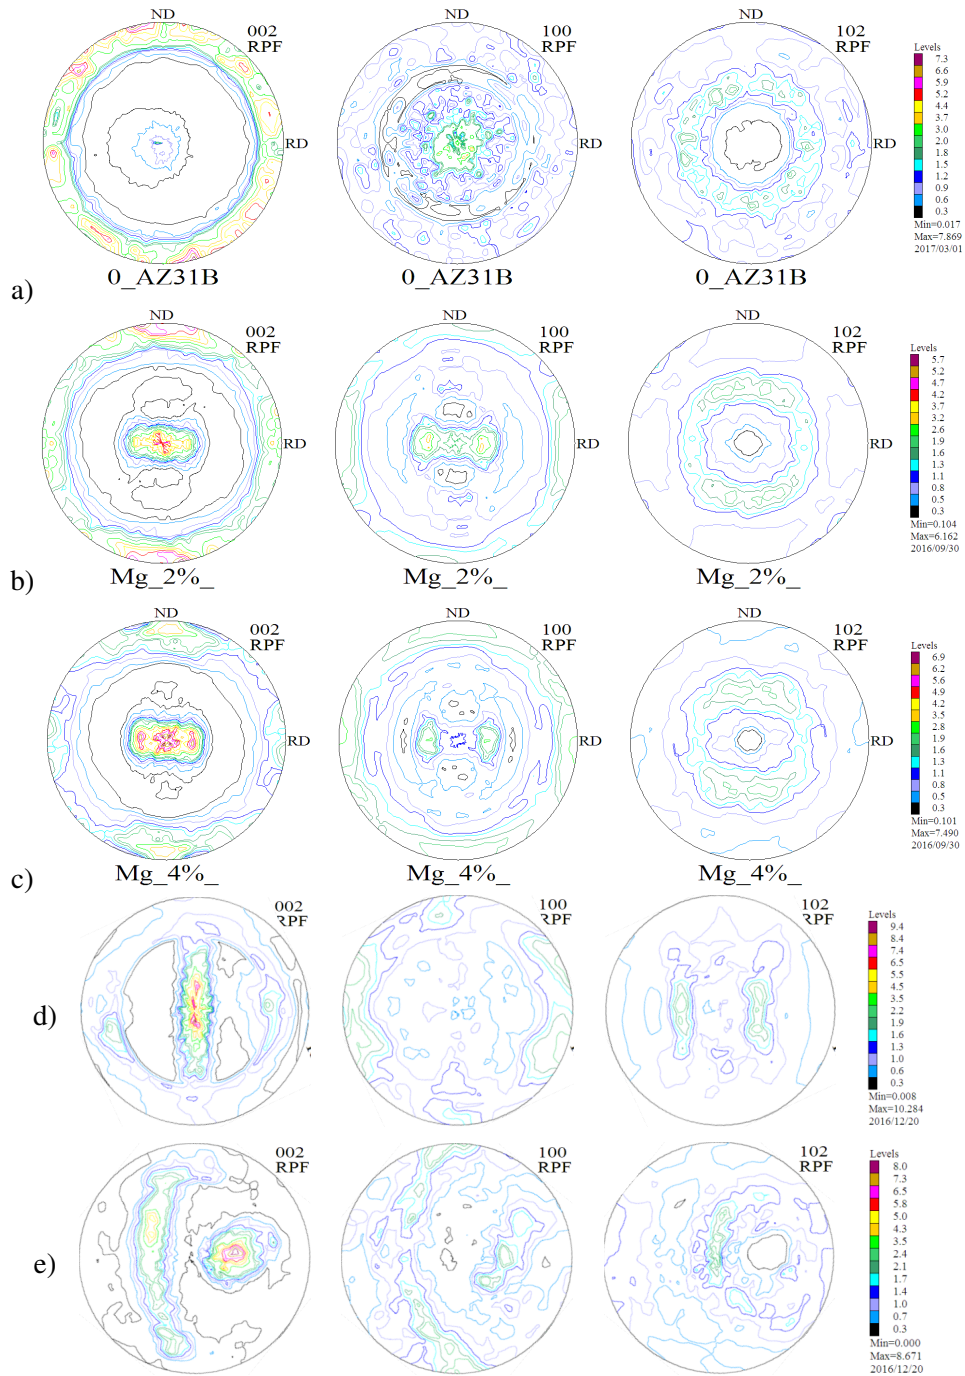 ND
002
RPF
RD
0_AZ31B
100
RPF
0_AZ31B
ND
102
RPF
RD
0_AZ31B
Levels
7.3
6.6
5.9
5.2
4.4
3.7
3.0
2.0
1.8
1.5
1.2
0.9
0.6
0.3
Min=0.017
Max=7.869
2017/03/01
a)
ND
002
RPF
RD
Mg_2%_
100
RPF
Mg_2%_
ND
102
RPF
RD
Mg_2%_
Levels
5.7
5.2
4.7
4.2
3.7
3.2
2.6
1.9
1.6
1.3
1.1
0.8
0.5
0.3
Min=0.104
Max=6.162
2016/09/30
b)
ND
002
RPF
RD
Mg_4%_
100
RPF
Mg_4%_
ND
102
RPF
RD
Mg_4%_
Levels
6.9
6.2
5.6
4.9
4.2
3.5
2.8
1.9
1.6
1.3
1.1
0.8
0.5
0.3
Min=0.101
Max=7.490
2016/09/30
c)
002
RPF
100
RPF
102
RPF
Levels
9.4
8.4
7.4
6.5
5.5
4.5
3.5
2.2
1.9
1.6
1.3
1.0
0.6
0.3
Min=0.008
Max=10.284
2016/12/20
d)
002
RPF
100
RPF
102
RPF
Levels
8.0
7.3
6.5
5.8
5.0
4.3
3.5
2.4
2.1
1.7
1.4
1.0
0.7
0.3
Min=0.000
Max=8.671
2016/12/20
e)